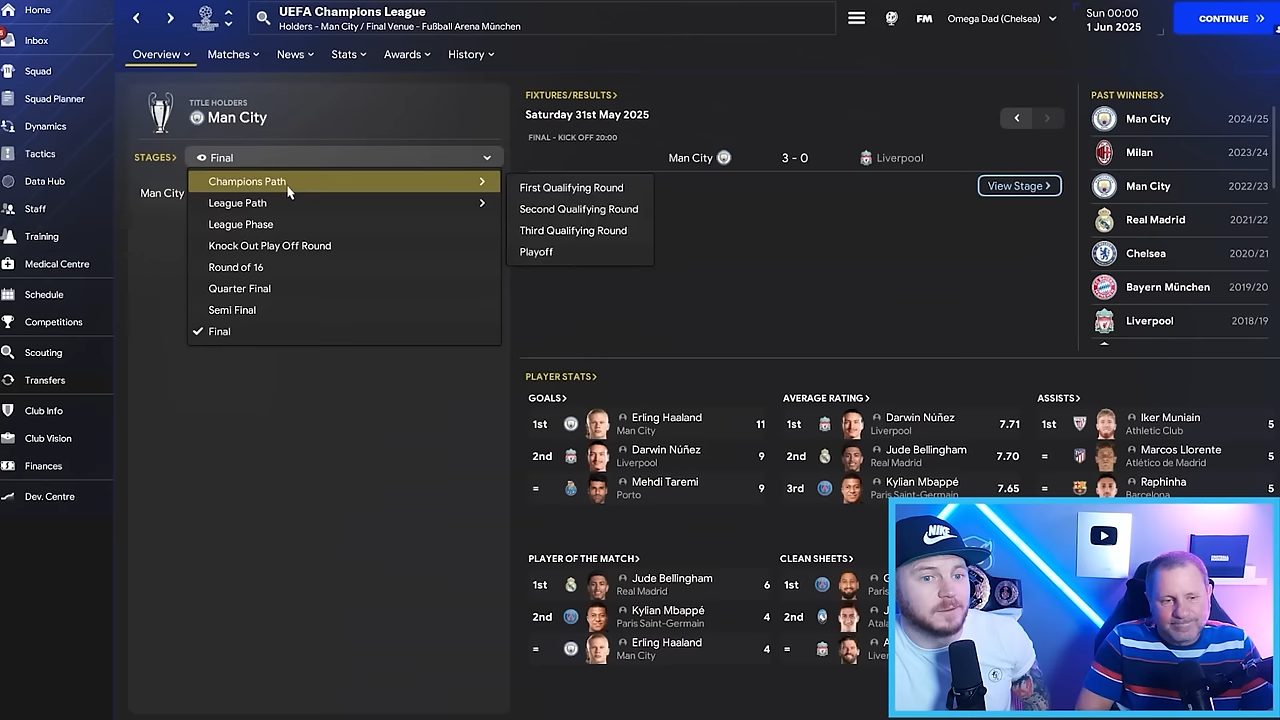 Home
Inbox
Squad
Squad Planner
Dynamics
Tactics
Data Hub
Staff
Training
Medical Centre
Schedule
Competitions
Scouting
Transfers
Club Info
Club Vision
Finances
Dev. Centre
UEFA Champions League
Holders - Man City / Final Venue - Fußball Arena München
FM
Omega Dad (Chelsea)
Sun 00:00
1 Jun 2025
CONTINUE
Overview
Matches
News
Stats
Awards
History
TITLE HOLDERS
Man City
STAGES>
Final
Man City
Champions Path
League Path
League Phase
Knock Out Play Off Round
Round of 16
Quarter Final
Semi Final
Final
First Qualifying Round
Second Qualifying Round
Third Qualifying Round
Playoff
FIXTURES/RESULTS>
Saturday 31st May 2025
FINAL - KICK OFF 20:00
Man City 3 - 0 Liverpool
View Stage >
PAST WINNERS>
Man City 2024/25
Milan 2023/24
Man City 2022/23
Real Madrid 2021/22
Chelsea 2020/21
Bayern München 2019/20
Liverpool 2018/19
PLAYER STATS>
GOALS>
1st Erling Haaland 11
Man City
2nd Darwin Núñez 9
Liverpool
= Mehdi Taremi 9
Porto
AVERAGE RATING>
1st Darwin Núñez 7.71
Liverpool
2nd Jude Bellingham 7.70
Real Madrid
3rd Kylian Mbappé 7.65
Paris Saint-Germain
ASSISTS>
1st Iker Muniain 5
Athletic Club
= Marcos Llorente 5
Atlético de Madrid
= Raphinha 5
Barcelona
PLAYER OF THE MATCH>
1st Jude Bellingham 6
Real Madrid
2nd Kylian Mbappé 4
Paris Saint-Germain
= Erling Haaland 4
Man City
CLEAN SHEETS>
1st G
Paris
2nd J
Atala
= A
Liver
NIKE